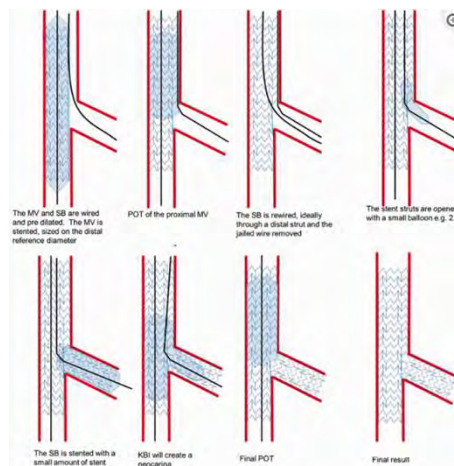 The MV and SB are wired
and pre dilated. The MV is
stented, sized on the distal
reference diameter
POT of the proximal MV
The SB is rewired, ideally
through a distal strut and the
jailed wire removed
The stent struts are opene
with a small balloon e.g. 2
The SB is stented with a
small amount of stent
KBI will create a
neocarina
Final POT
Final result